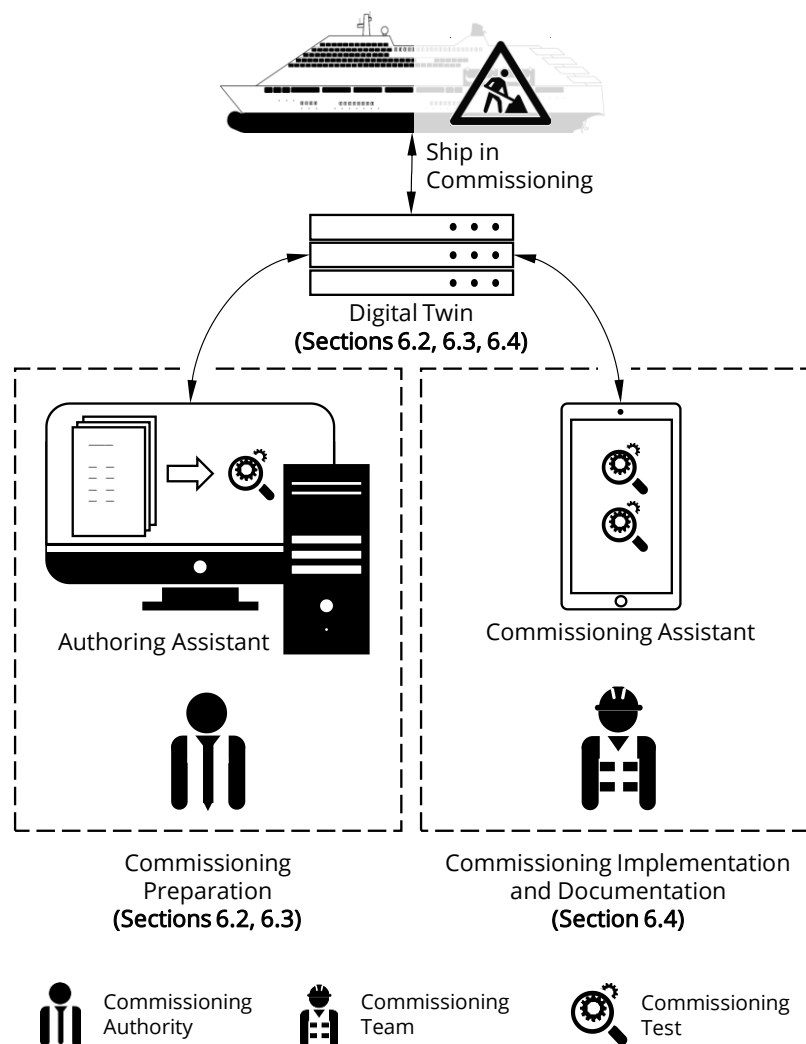 Ship in
Commissioning
Digital Twin
(Sections 6.2, 6.3, 6.4)
Authoring Assistant
Commissioning Assistant
Commissioning
Preparation
(Sections 6.2, 6.3)
Commissioning Implementation
and Documentation
(Section 6.4)
Commissioning
Authority
Commissioning
Team
Commissioning
Test